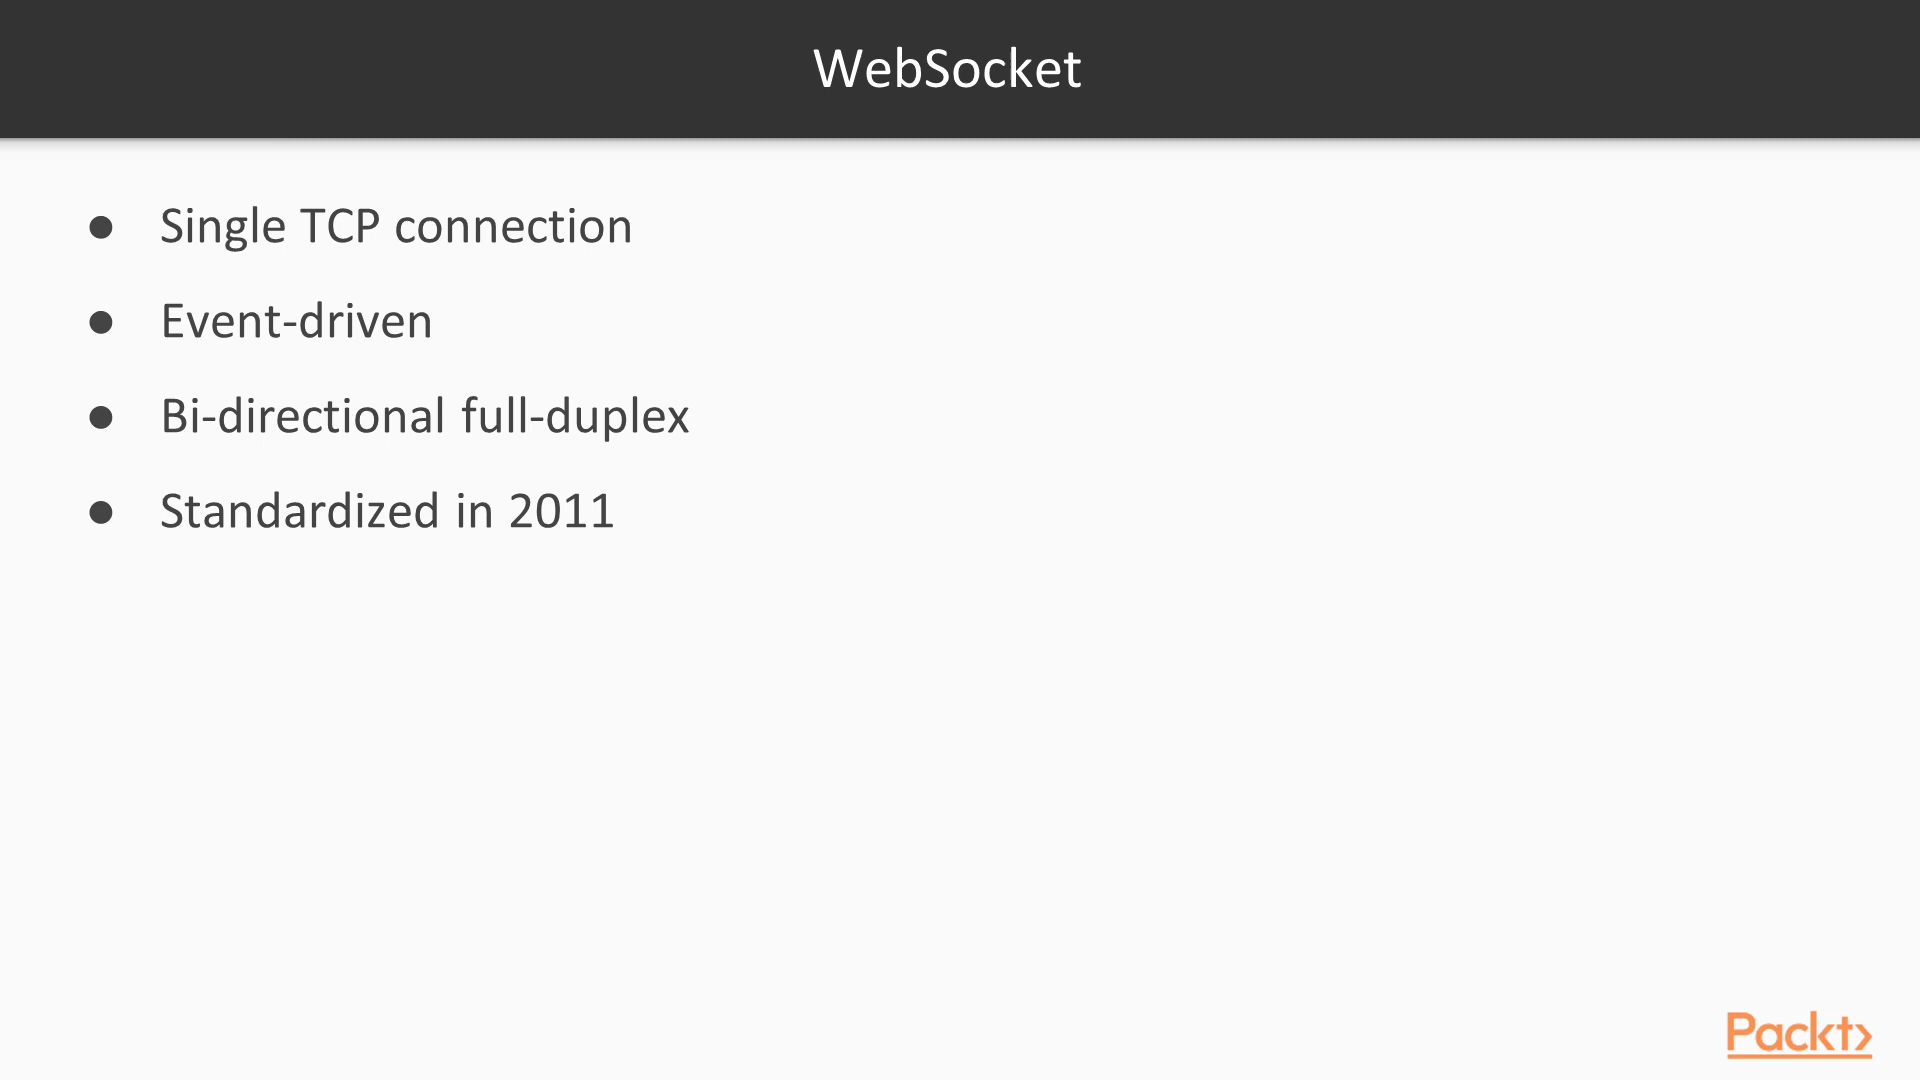 WebSocket
● Single TCP connection
● Event-driven
● Bi-directional full-duplex
● Standardized in 2011
Packt>